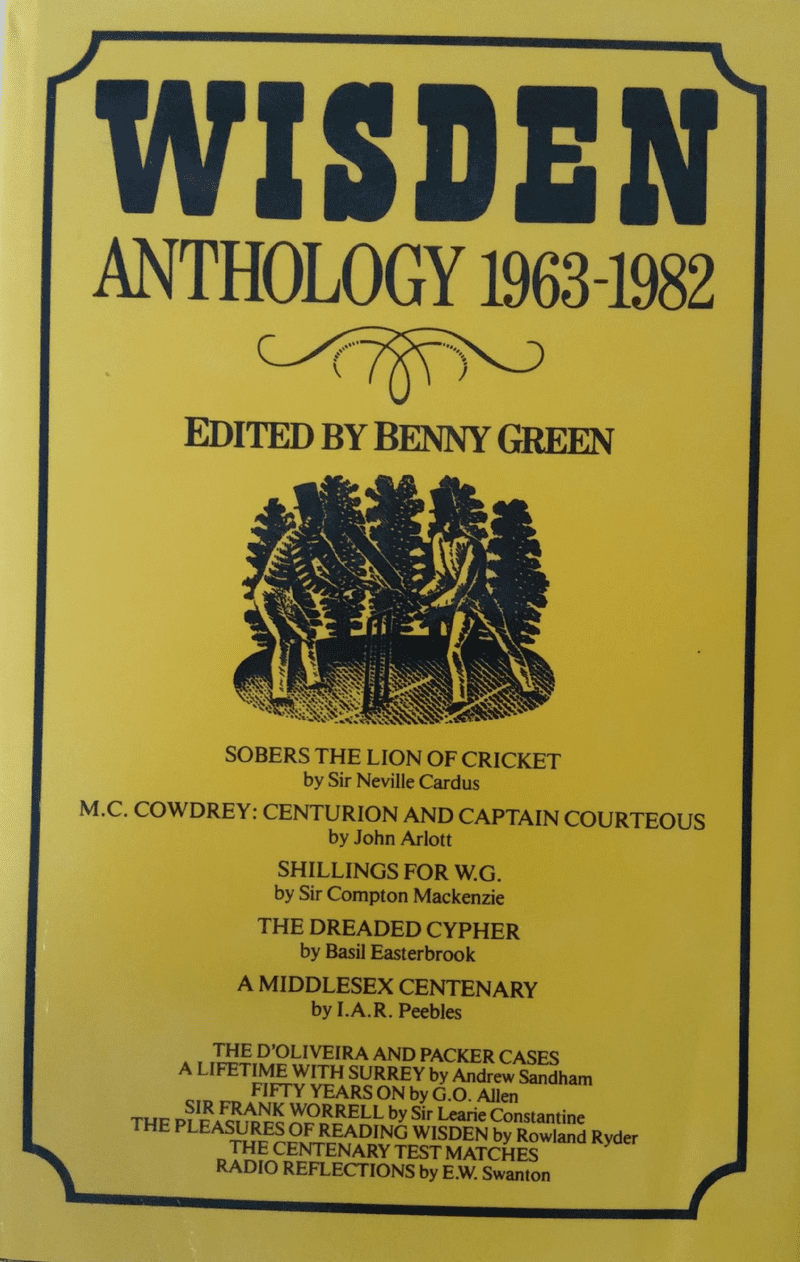 WISDEN
ANTHOLOGY 1963-1982
EDITED BY BENNY GREEN
SOBERS THE LION OF CRICKET
by Sir Neville Cardus
M.C. COWDREY: CENTURION AND CAPTAIN COURTEOUS
by John Arlott
SHILLINGS FOR W.G.
by Sir Compton Mackenzie
THE DREADED CYPHER
by Basil Easterbrook
A MIDDLESEX CENTENARY
by I.A.R. Peebles
THE D'OLIVEIRA AND PACKER CASES
A LIFETIME WITH SURREY by Andrew Sandham
FIFTY YEARS ON by G.O. Allen
SIR FRANK WORRELL by Sir Learie Constantine
THE PLEASURES OF READING WISDEN by Rowland Ryder
THE CENTENARY TEST MATCHES
RADIO REFLECTIONS by E.W. Swanton